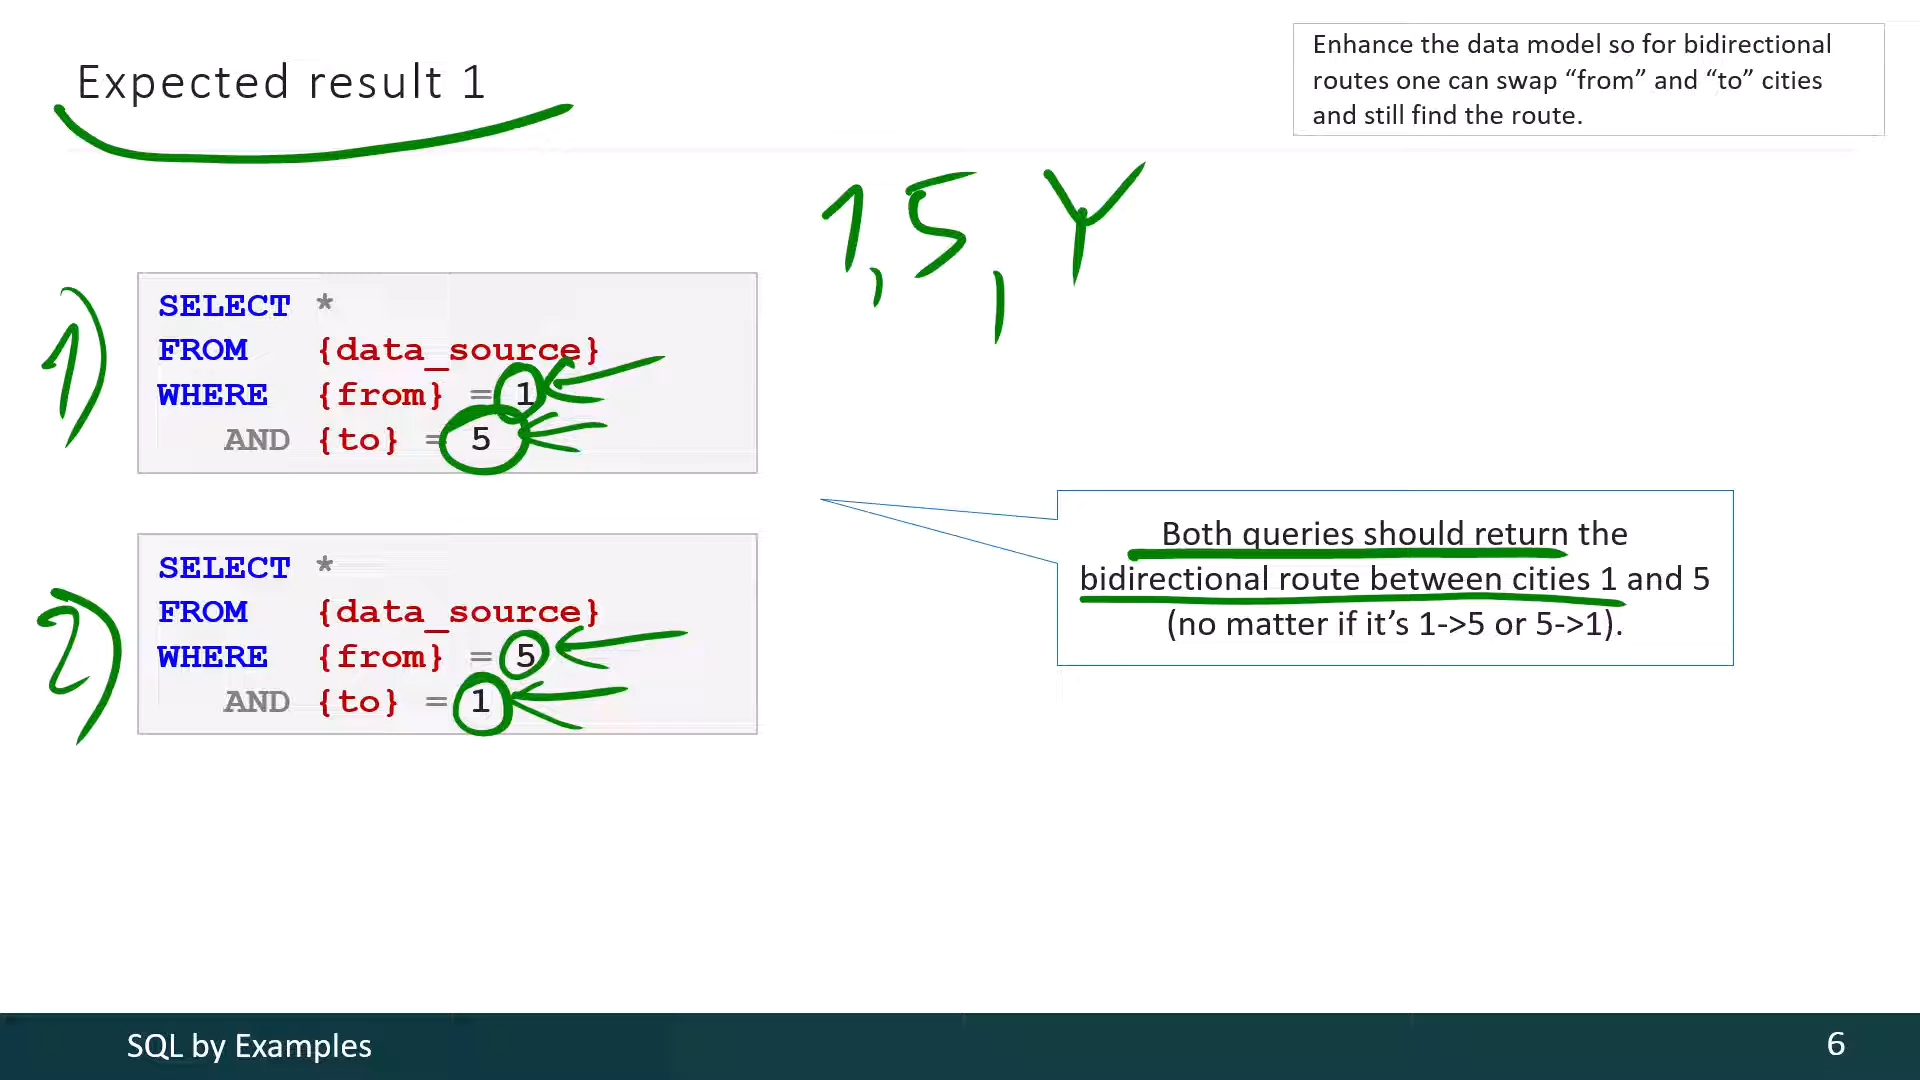 Expected result 1
Enhance the data model so for bidirectional
routes one can swap “from” and “to” cities
and still find the route.
1,5,Y
1)
SELECT *
FROM {data_source}
WHERE {from} = 1
AND {to} = 5
2)
SELECT *
FROM {data_source}
WHERE {from} = 5
AND {to} = 1
Both queries should return the
bidirectional route between cities 1 and 5
(no matter if it’s 1->5 or 5->1).
SQL by Examples
6